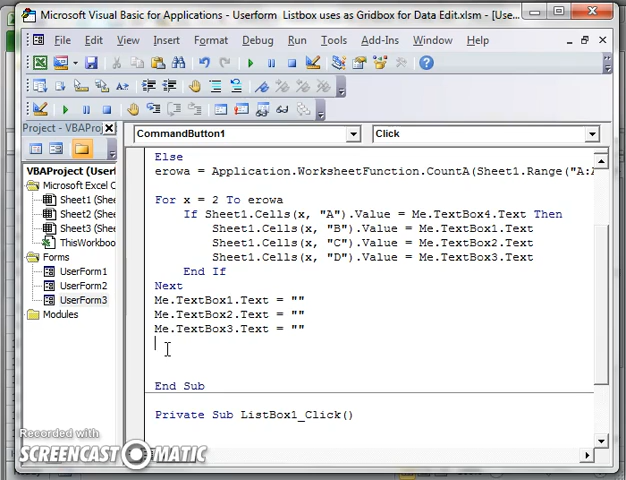 Microsoft Visual Basic for Applications - Userform Listbox uses as Gridbox for Data Edit.xlsm - [Use...
File Edit View Insert Format Debug Run Tools Add-Ins Window Help
Project - VBAProj
CommandButton1
Click
VBAProject (Userf
Microsoft Excel C
Sheet1 (Shee
Sheet2 (Shee
Sheet3 (Shee
ThisWorkboo
Forms
UserForm1
UserForm2
UserForm3
Modules
Else
erowa = Application.WorksheetFunction.CountA(Sheet1.Range("A:A
For x = 2 To erowa
If Sheet1.Cells(x, "A").Value = Me.TextBox4.Text Then
Sheet1.Cells(x, "B").Value = Me.TextBox1.Text
Sheet1.Cells(x, "C").Value = Me.TextBox2.Text
Sheet1.Cells(x, "D").Value = Me.TextBox3.Text
End If
Next
Me.TextBox1.Text = ""
Me.TextBox2.Text = ""
Me.TextBox3.Text = ""
End Sub
Private Sub ListBox1_Click()
Recorded with
SCREENCAST-O-MATIC